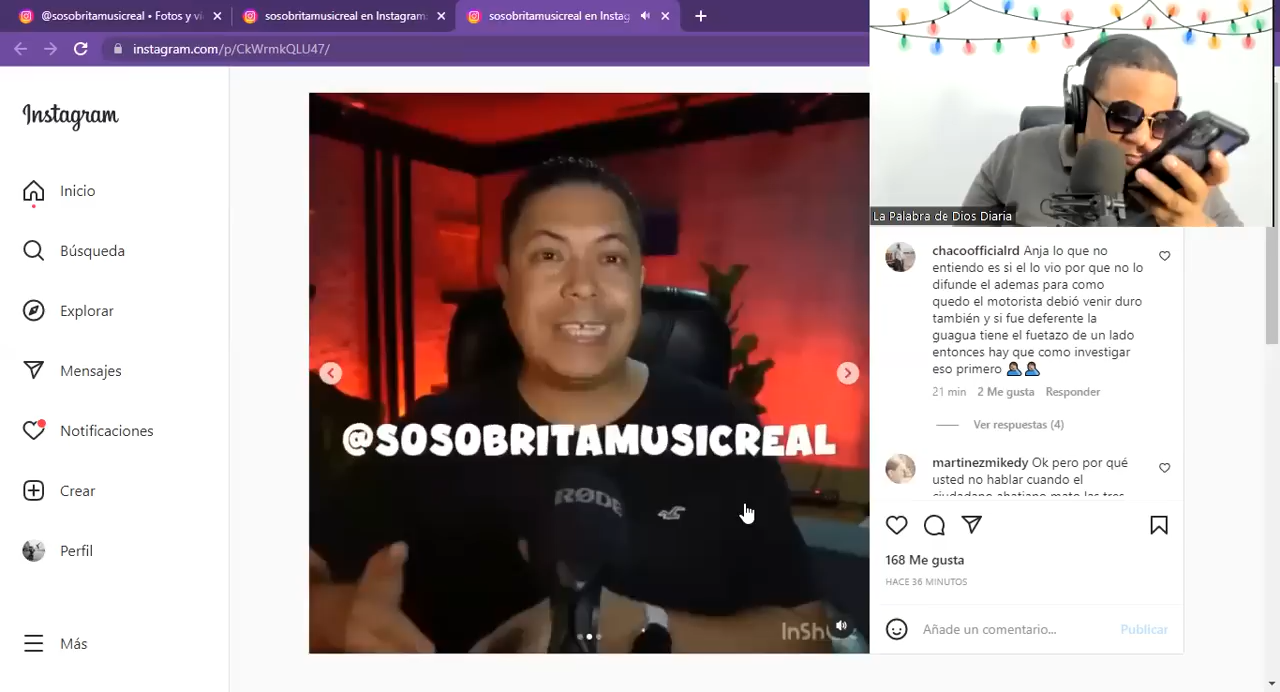 @sosobritamusicreal • Fotos y vi
sosobritamusicreal en Instagram:
sosobritamusicreal en Instag
instagram.com/p/CkWrmkQLU47/
Instagram
Inicio
Búsqueda
Explorar
Mensajes
Notificaciones
Crear
Perfil
Más
@SOSOBRITAMUSICREAL
RØDE
InSh
La Palabra de Dios Diaria
chacoofficialrd Anja lo que no
entiendo es si el lo vio por que no lo
difunde el ademas para como
quedo el motorista debió venir duro
también y si fue deferente la
guagua tiene el fuetazo de un lado
entonces hay que como investigar
eso primero 🤦🏽‍♂️🤦🏽‍♂️
21 min 2 Me gusta Responder
Ver respuestas (4)
martinezmikedy Ok pero por qué
usted no hablar cuando el
ciudadano ahatiano mato las tres
168 Me gusta
HACE 36 MINUTOS
Añade un comentario...
Publicar